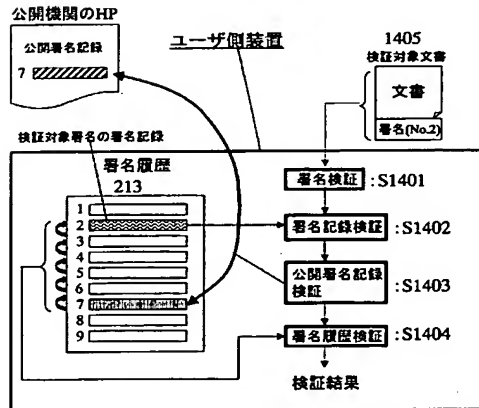 公開機関のHP
公開署名記録
7
ユーザ側装置
1405
検証対象文書
文書
署名(No.2)
検証対象署名の署名記録
署名履歴
213
1
2
3
4
5
6
7
8
9
署名検証
:S1401
署名記録検証
:S1402
公開署名記録
検証
:S1403
署名履歴検証
:S1404
検証結果